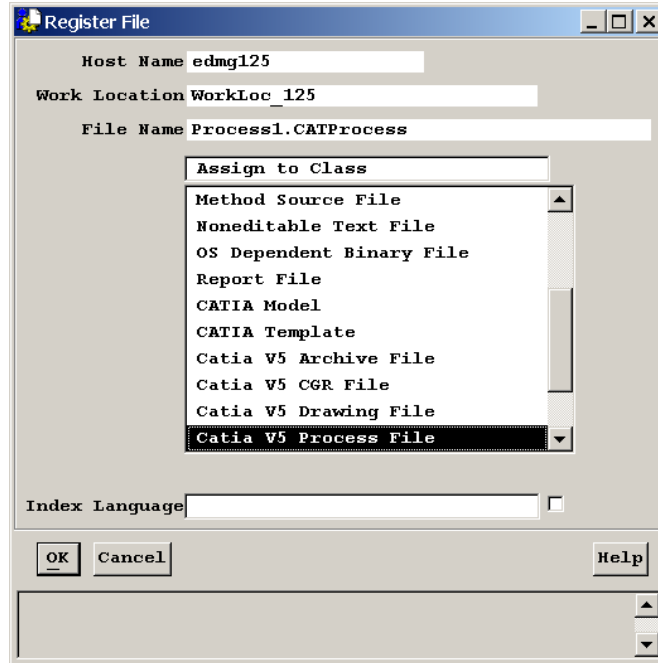 Register File
Host Name edmg125
Work Location WorkLoc_125
File Name Process1.CATProcess
Assign to Class
Method Source File
Noneditable Text File
OS Dependent Binary File
Report File
CATIA Model
CATIA Template
Catia V5 Archive File
Catia V5 CGR File
Catia V5 Drawing File
Catia V5 Process File
Index Language
OK Cancel Help